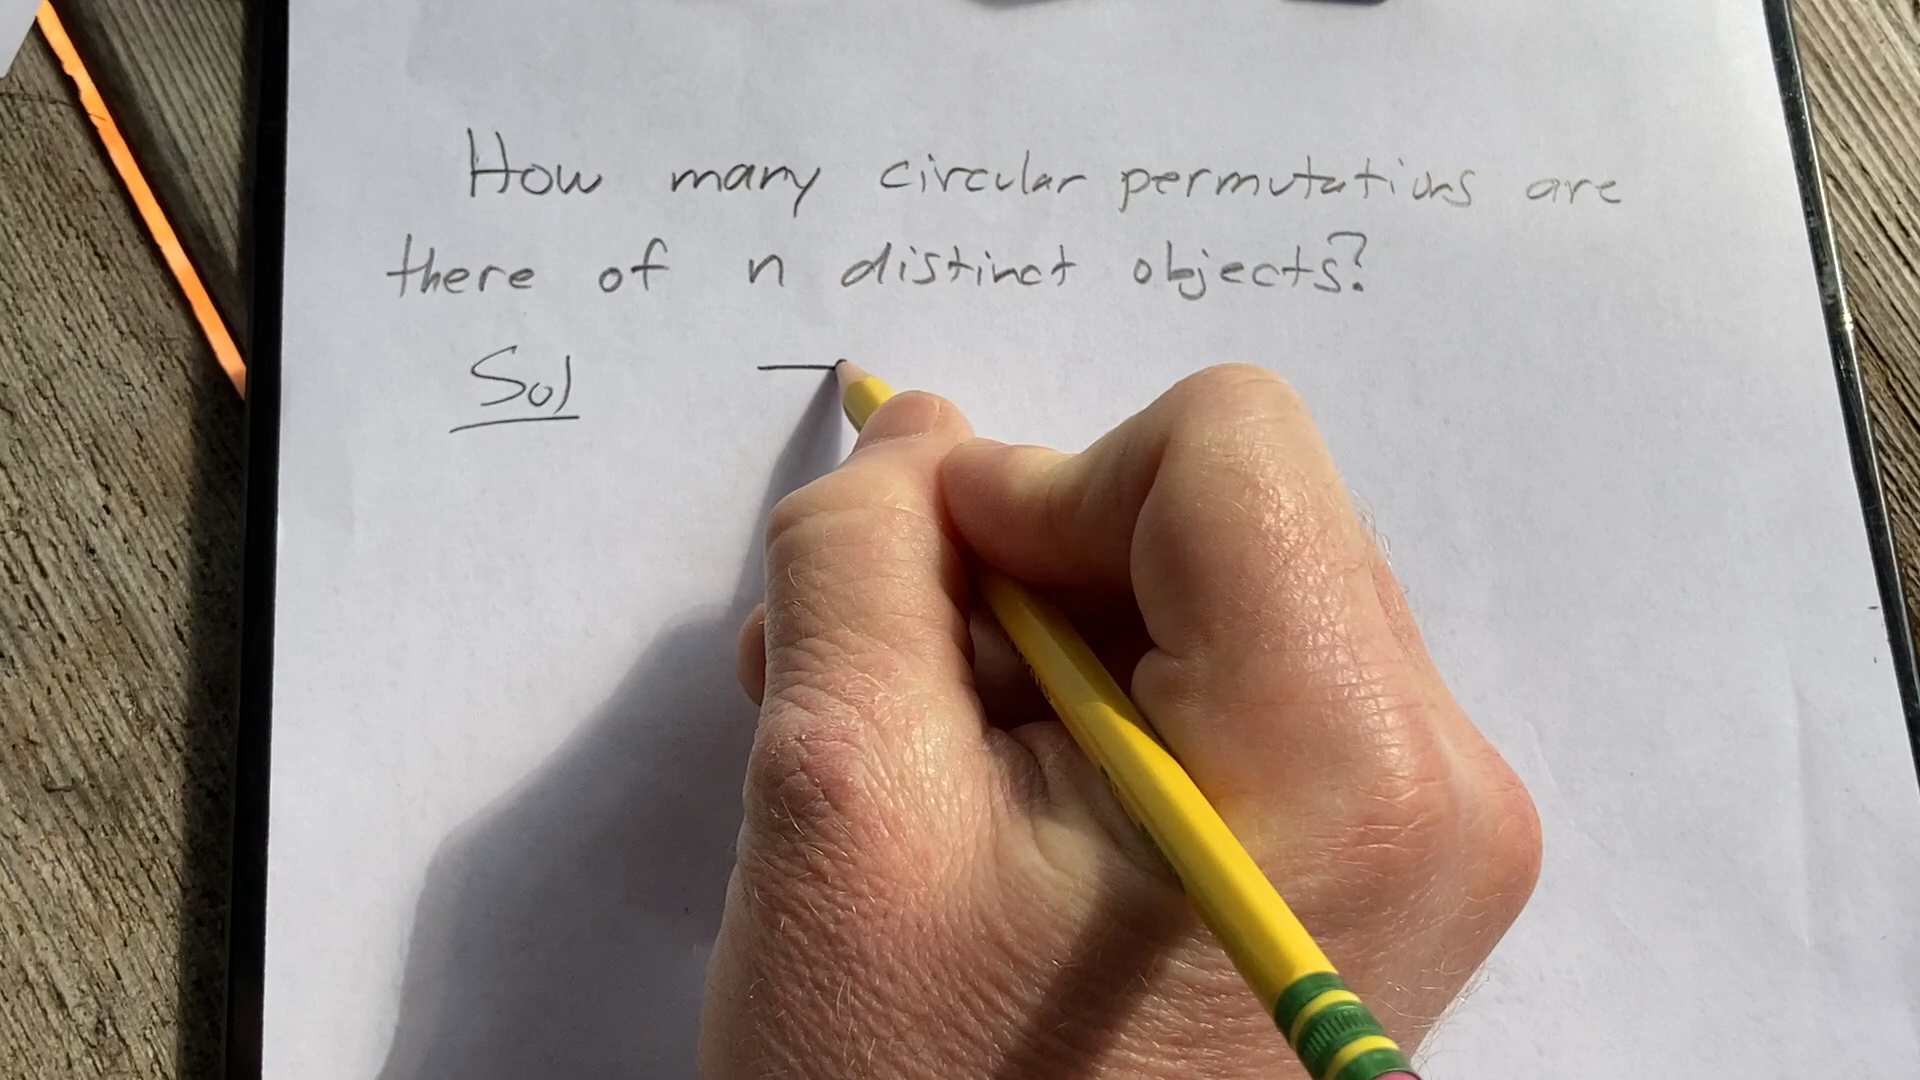 How many circular permutations are
there of n distinct objects?
Sol